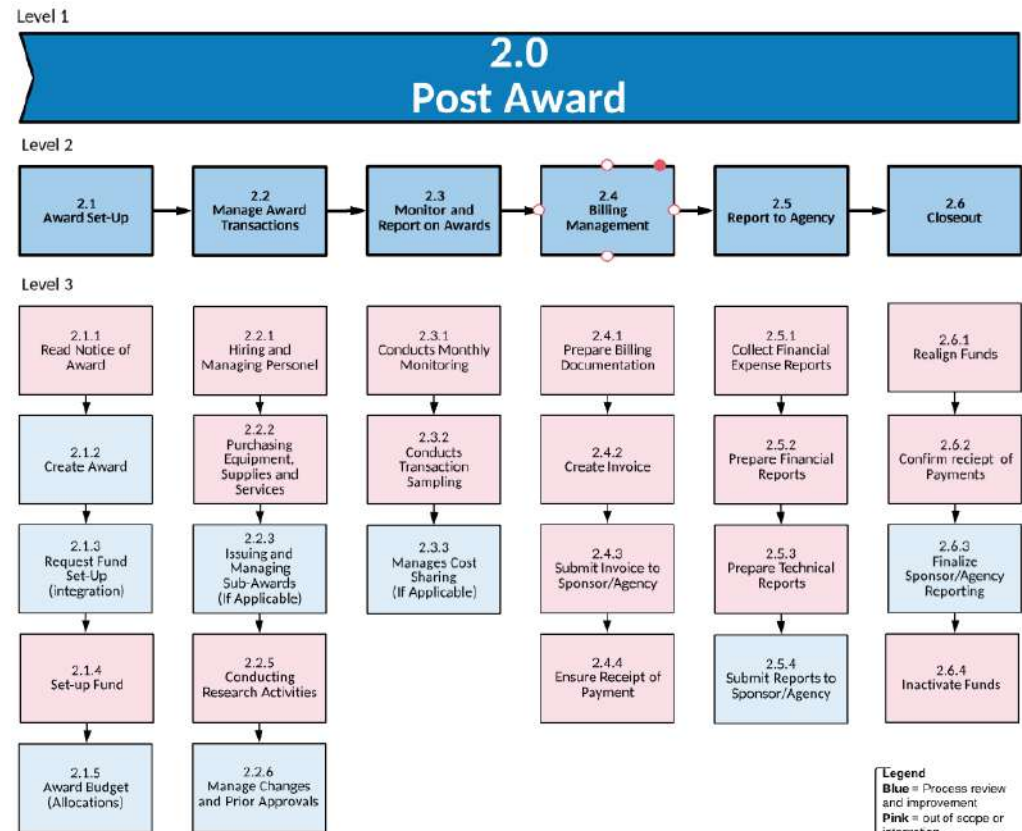 Level 1
2.0
Post Award
Level 2
2.1
Award Set-Up
2.2
Manage Award
Transactions
2.3
Monitor and
Report on Awards
2.4
Billing
Management
2.5
Report to Agency
2.6
Closeout
Level 3
2.1.1
Read Notice of
Award
2.1.2
Create Award
2.1.3
Request Fund
Set-Up
(integration)
2.1.4
Set-up Fund
2.1.5
Award Budget
(Allocations)
2.2.1
Hiring and
Managing Personel
2.2.2
Purchasing
Equipment,
Supplies and
Services
2.2.3
Issuing and
Managing
Sub-Awards
(If Applicable)
2.2.5
Conducting
Research Activities
2.2.6
Manage Changes
and Prior Approvals
2.3.1
Conducts Monthly
Monitoring
2.3.2
Conducts
Transaction
Sampling
2.3.3
Manages Cost
Sharing
(If Applicable)
2.4.1
Prepare Billing
Documentation
2.4.2
Create Invoice
2.4.3
Submit Invoice to
Sponsor/Agency
2.4.4
Ensure Receipt of
Payment
2.5.1
Collect Financial
Expense Reports
2.5.2
Prepare Financial
Reports
2.5.3
Prepare Technical
Reports
2.5.4
Submit Reports to
Sponsor/Agency
2.6.1
Realign Funds
2.6.2
Confirm reciept of
Payments
2.6.3
Finalize
Sponsor/Agency
Reporting
2.6.4
Inactivate Funds
Legend
Blue = Process review
and improvement
Pink = out of scope or